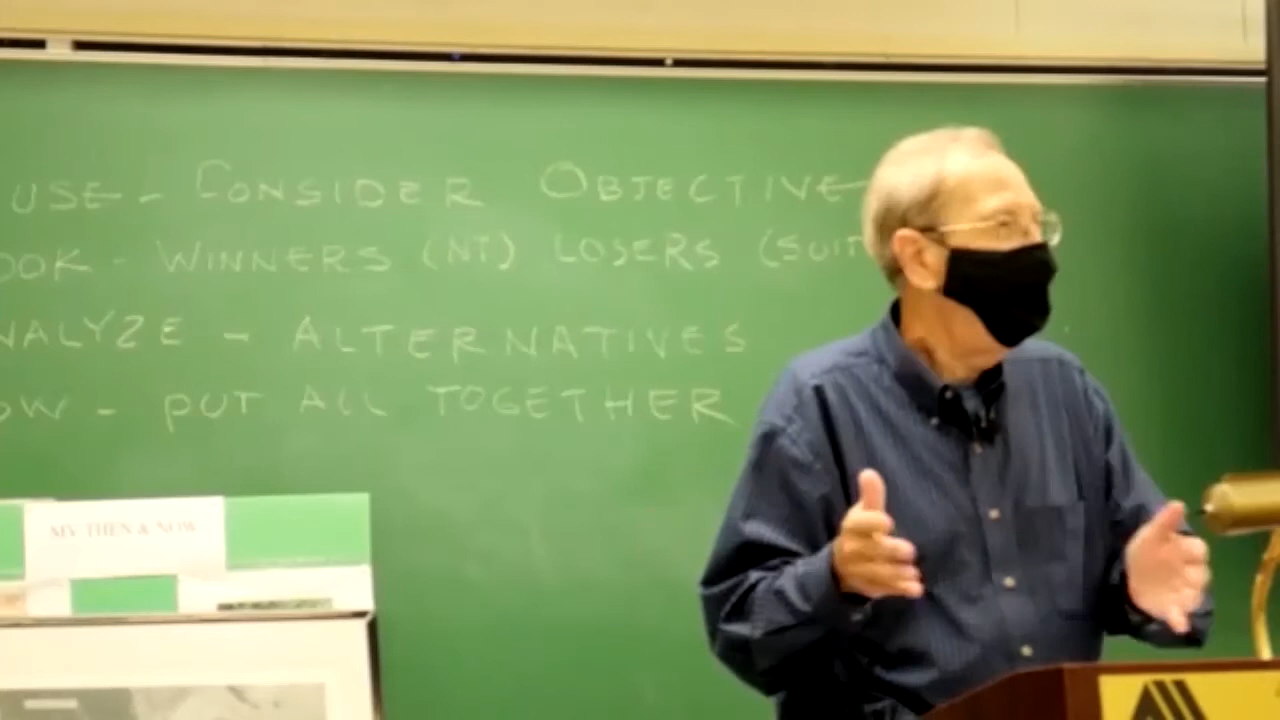 USE - CONSIDER OBJECTIVE
OOK - WINNERS (NT) LOSERS (SUIT
NALYZE - ALTERNATIVES
OW - PUT ALL TOGETHER
MY THEN & NOW